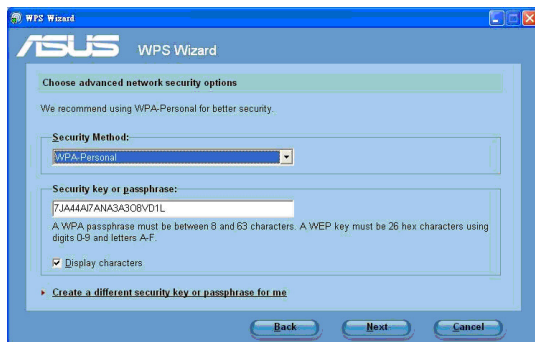 WPS Wizard
ASUS WPS Wizard
Choose advanced network security options
We recommend using WPA-Personal for better security.
Security Method:
WPA-Personal
Security key or passphrase:
7JA44AI7ANA3A3O8VD1L
A WPA passphrase must be between 8 and 63 characters. A WEP key must be 26 hex characters using
digits 0-9 and letters A-F.
Display characters
Create a different security key or passphrase for me
Back Next Cancel